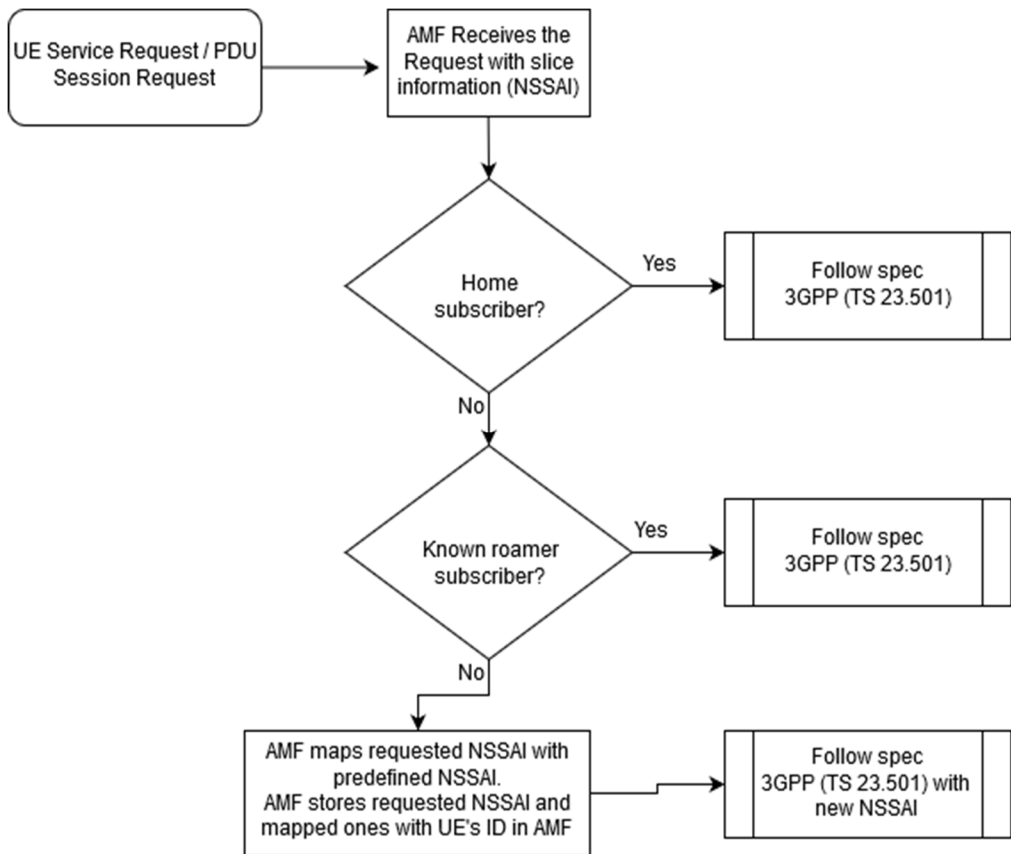 UE Service Request / PDU
Session Request
AMF Receives the
Request with slice
information (NSSAI)
Home
subscriber?
Yes
Follow spec
3GPP (TS 23.501)
No
Known roamer
subscriber?
Yes
Follow spec
3GPP (TS 23.501)
No
AMF maps requested NSSAI with
predefined NSSAI.
AMF stores requested NSSAI and
mapped ones with UE's ID in AMF
Follow spec
3GPP (TS 23.501) with
new NSSAI